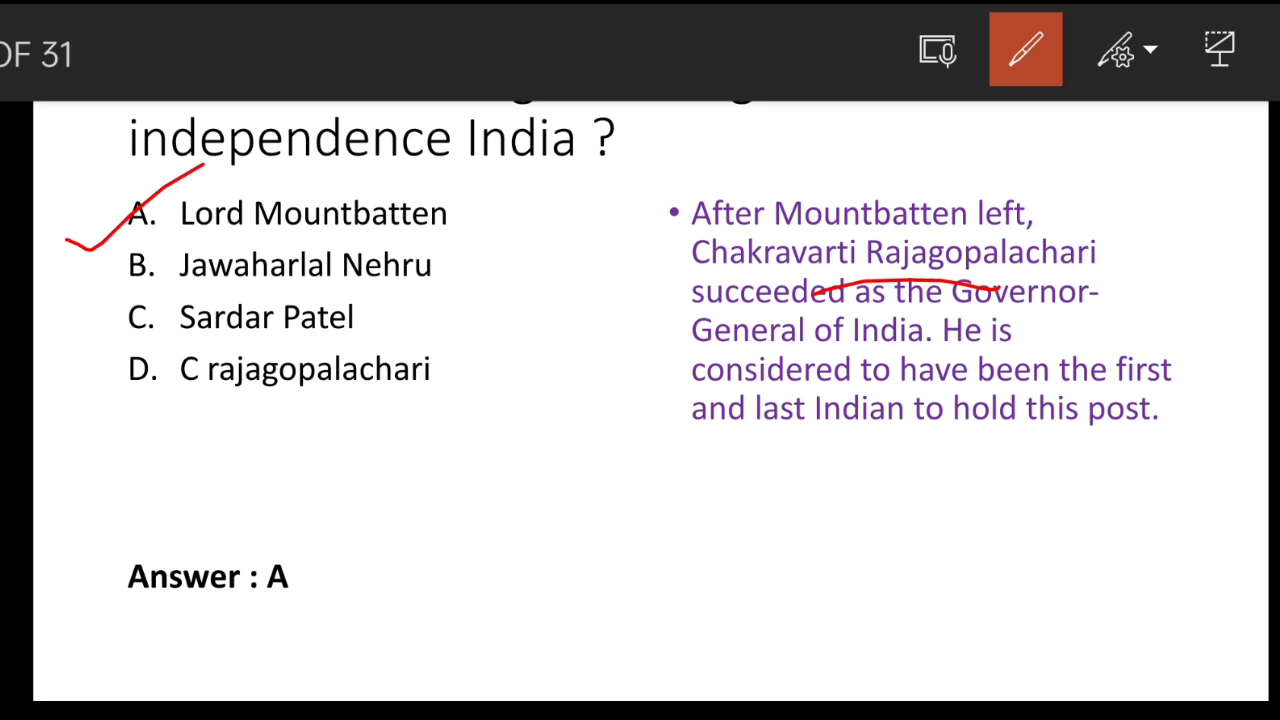 OF 31
independence India ?
A. Lord Mountbatten
B. Jawaharlal Nehru
C. Sardar Patel
D. C rajagopalachari
• After Mountbatten left,
Chakravarti Rajagopalachari
succeeded as the Governor-
General of India. He is
considered to have been the first
and last Indian to hold this post.
Answer : A